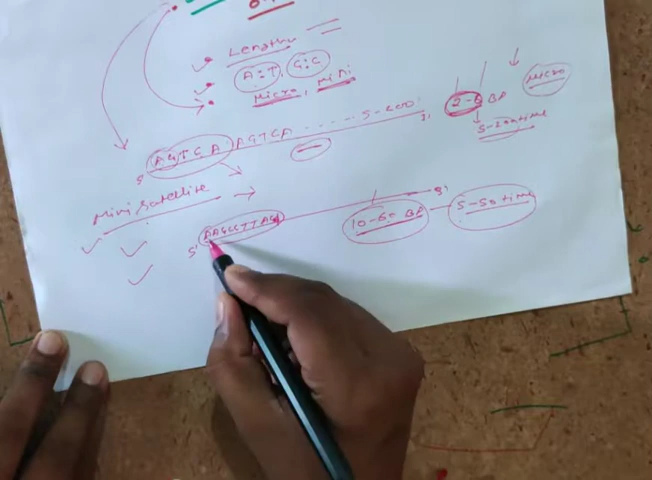 Length
A:T, G:C
Micro, Mini
2-6 BP
Micro
5-200time
AGTCA AGTCA ...... 5-200
5' 3'
Mini Satellite →
3'
5' AAGCCTTAG
10-60 BP
5-50 time